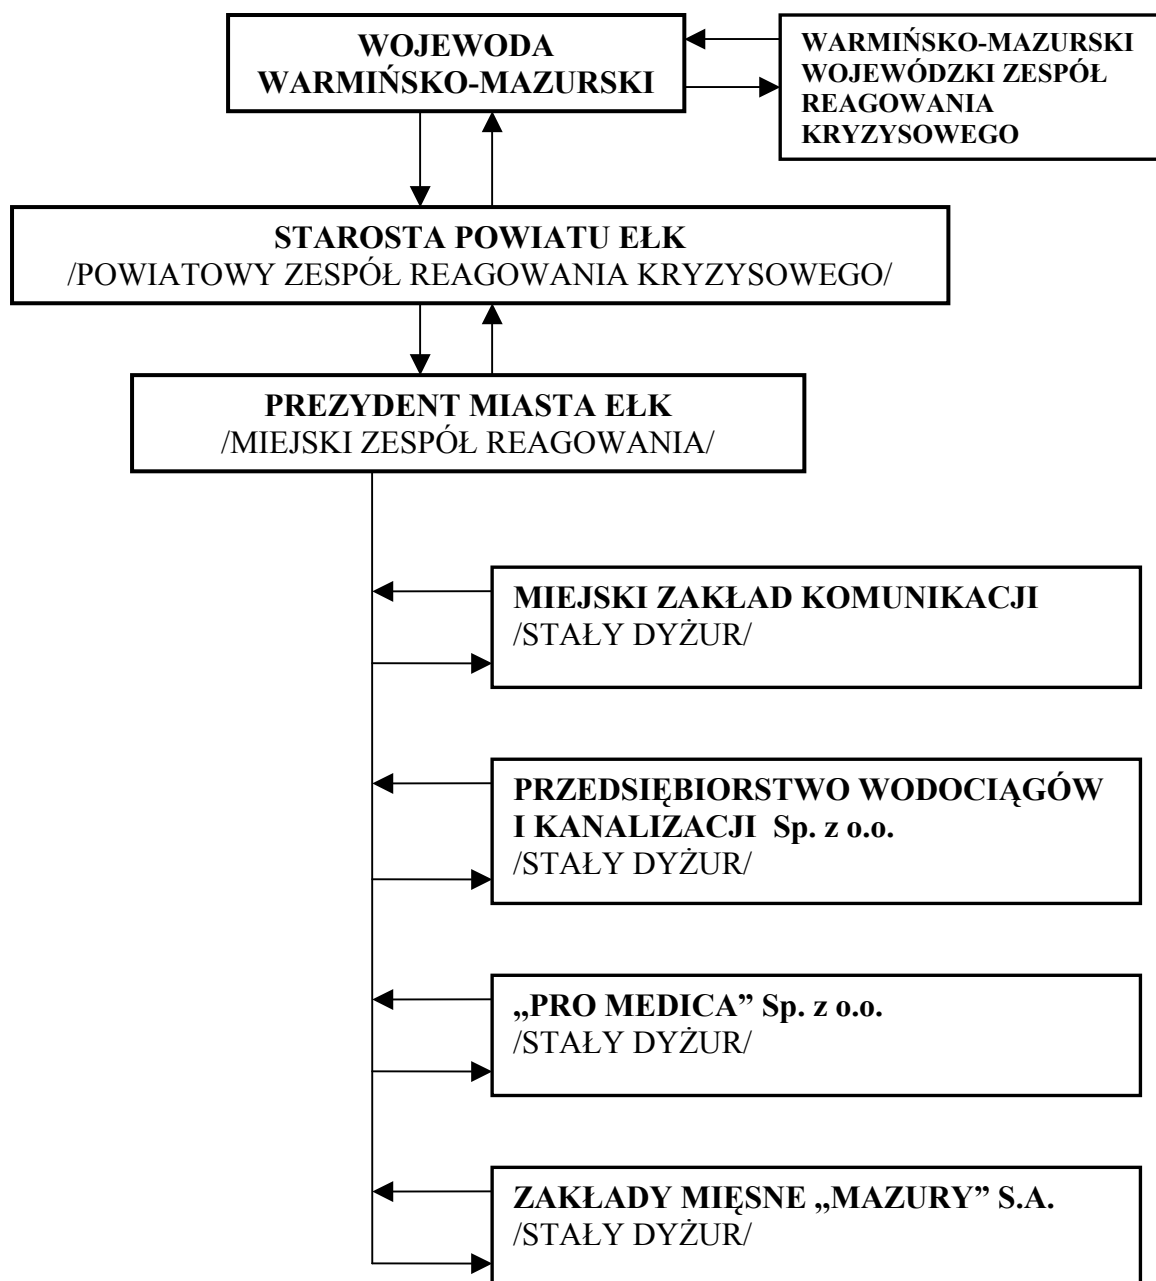 WOJEWODA
WARMIŃSKO-MAZURSKI
WARMIŃSKO-MAZURSKI
WOJEWÓDZKI ZESPÓŁ
REAGOWANIA
KRYZYSOWEGO
STAROSTA POWIATU EŁK
/POWIATOWY ZESPÓŁ REAGOWANIA KRYZYSOWEGO/
PREZYDENT MIASTA EŁK
/MIEJSKI ZESPÓŁ REAGOWANIA/
MIEJSKI ZAKŁAD KOMUNIKACJI
/STAŁY DYŻUR/
PRZEDSIĘBIORSTWO WODOCIĄGÓW
I KANALIZACJI Sp. z o.o.
/STAŁY DYŻUR/
„PRO MEDICA” Sp. z o.o.
/STAŁY DYŻUR/
ZAKŁADY MIĘSNE „MAZURY” S.A.
/STAŁY DYŻUR/